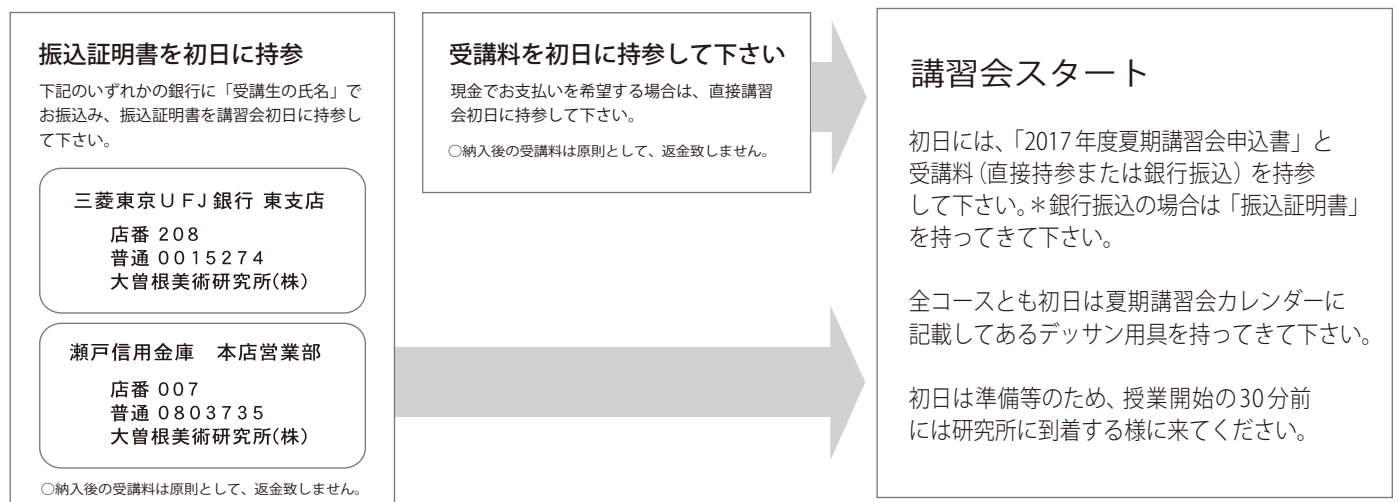 振込証明書を初日に持参
下記のいずれかの銀行に「受講生の氏名」で
お振込み、振込証明書を講習会初日に持参し
て下さい。
三菱東京UFJ銀行 東支店
店番 208
普通 0015274
大曽根美術研究所(株)
瀬戸信用金庫　本店営業部
店番 007
普通 0803735
大曽根美術研究所(株)
○納入後の受講料は原則として、返金致しません。
受講料を初日に持参して下さい
現金でお支払いを希望する場合は、直接講習
会初日に持参して下さい。
○納入後の受講料は原則として、返金致しません。
講習会スタート
初日には、「2017年度夏期講習会申込書」と
受講料（直接持参または銀行振込）を持参
して下さい。＊銀行振込の場合は「振込証明書」
を持ってきて下さい。
全コースとも初日は夏期講習会カレンダーに
記載してあるデッサン用具を持ってきて下さい。
初日は準備等のため、授業開始の30分前
には研究所に到着する様に来てください。